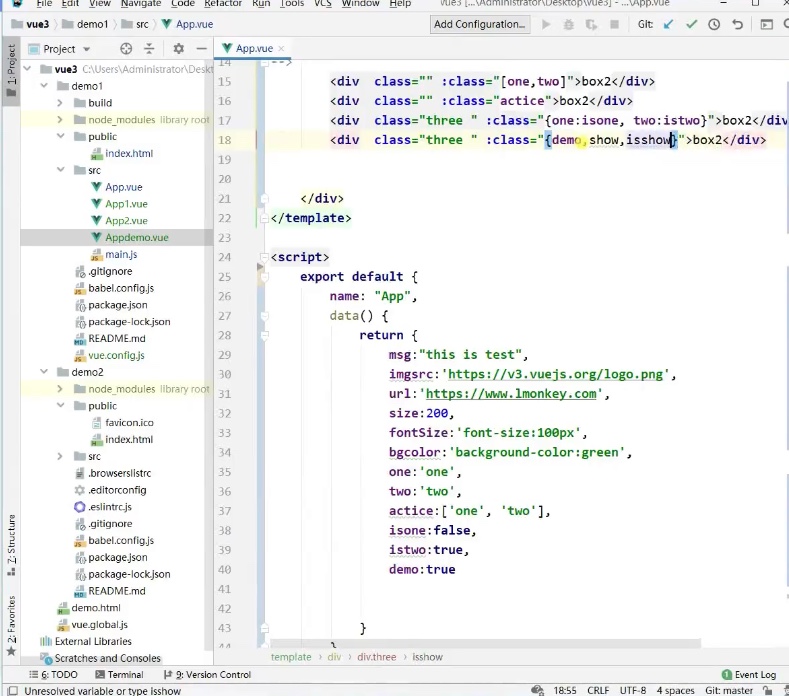 File Edit View Navigate Code Refactor Run Tools VCS Window Help vue3 [...\Administrator\Desktop\vue3] - ...\App.vue
vue3 demo1 src App.vue Add Configuration... Git:
Project App.vue
1: Project
vue3 C:\Users\Administrator\Deskt
demo1
build
node_modules library root
public
index.html
src
App.vue
App1.vue
App2.vue
Appdemo.vue
main.js
.gitignore
babel.config.js
package.json
package-lock.json
README.md
vue.config.js
demo2
node_modules library root
public
favicon.ico
index.html
src
.browserslistrc
.editorconfig
.eslintrc.js
.gitignore
babel.config.js
package.json
package-lock.json
README.md
demo.html
vue.global.js
External Libraries
Scratches and Consoles
Z: Structure
2: Favorites
14 -->
15 <div class="" :class="[one,two]">box2</div>
16 <div class="" :class="actice">box2</div>
17 <div class="three " :class="{one:isone, two:istwo}">box2</div
18 <div class="three " :class="{demo,show,isshow}">box2</div>
19
20
21 </div>
22 </template>
23
24 <script>
25 export default {
26 name: "App",
27 data() {
28 return {
29 msg:"this is test",
30 imgsrc:'https://v3.vuejs.org/logo.png',
31 url:'https://www.lmonkey.com',
32 size:200,
33 fontSize:'font-size:100px',
34 bgcolor:'background-color:green',
35 one:'one',
36 two:'two',
37 actice:['one', 'two'],
38 isone:false,
39 istwo:true,
40 demo:true
41
42
43 }
44 }
template div div.three isshow
6: TODO Terminal 9: Version Control 1 Event Log
Unresolved variable or type isshow 18:55 CRLF UTF-8 4 spaces Git: master